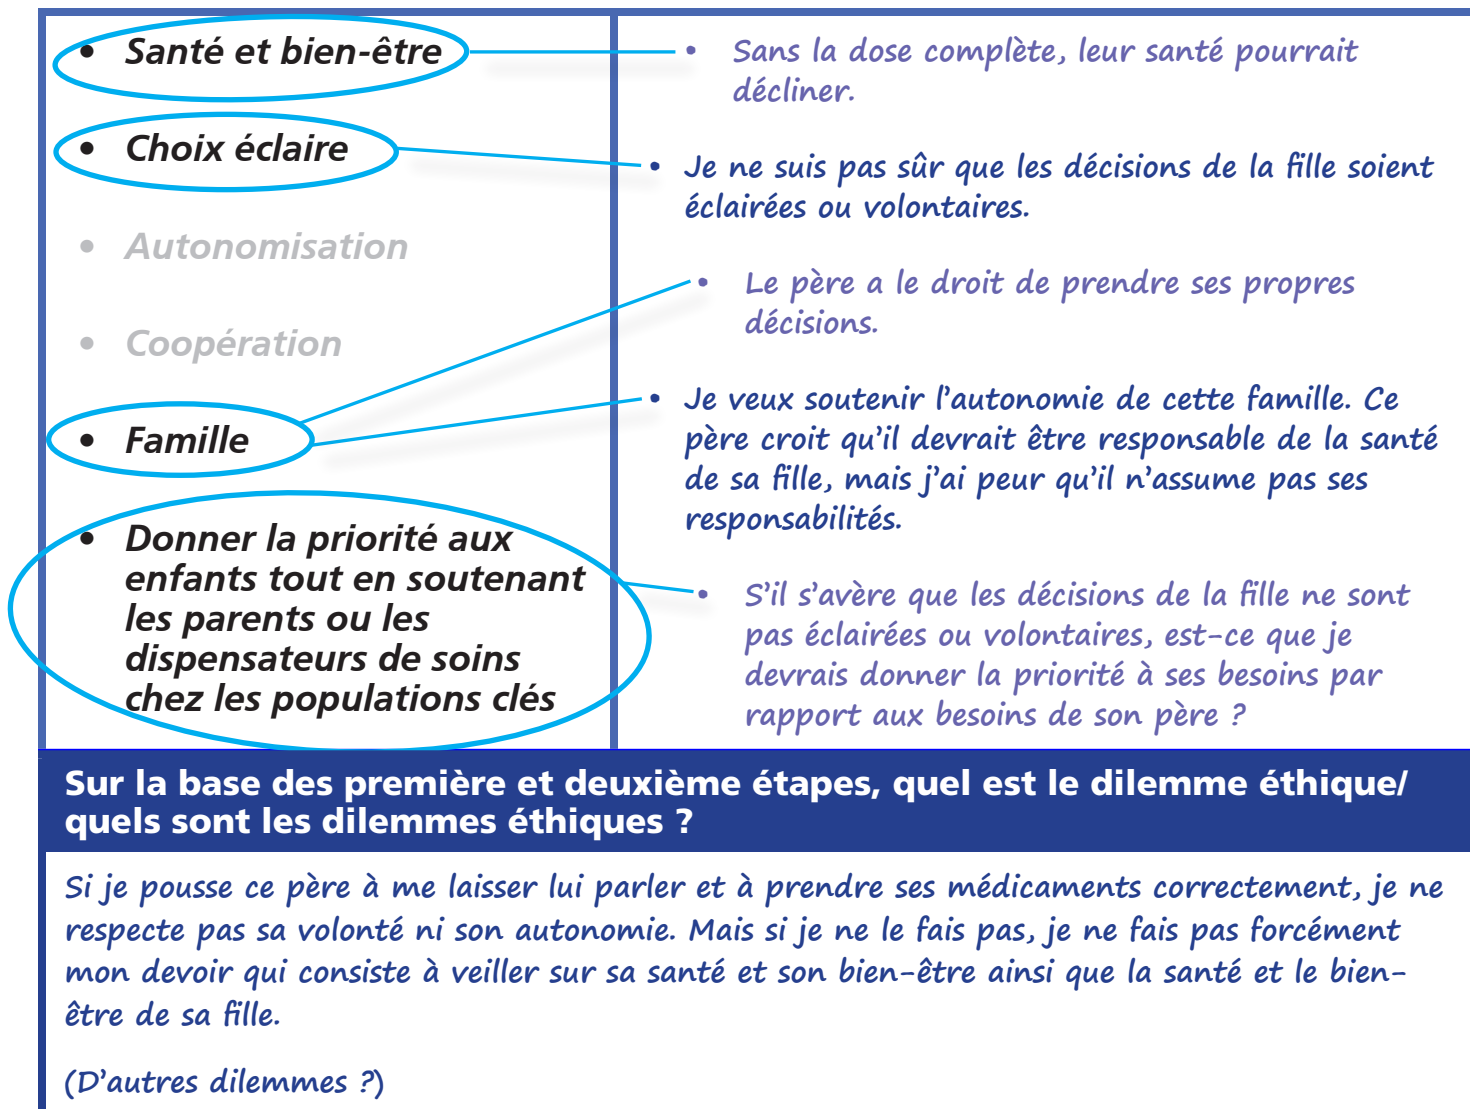 • Santé et bien-être
• Choix éclaire
• Autonomisation
• Coopération
• Famille
• Donner la priorité aux
enfants tout en soutenant
les parents ou les
dispensateurs de soins
chez les populations clés
• Sans la dose complète, leur santé pourrait
décliner.
• Je ne suis pas sûr que les décisions de la fille soient
éclairées ou volontaires.
• Le père a le droit de prendre ses propres
décisions.
• Je veux soutenir l’autonomie de cette famille. Ce
père croit qu’il devrait être responsable de la santé
de sa fille, mais j’ai peur qu’il n’assume pas ses
responsabilités.
• S’il s’avère que les décisions de la fille ne sont
pas éclairées ou volontaires, est-ce que je
devrais donner la priorité à ses besoins par
rapport aux besoins de son père ?
Sur la base des première et deuxième étapes, quel est le dilemme éthique/
quels sont les dilemmes éthiques ?
Si je pousse ce père à me laisser lui parler et à prendre ses médicaments correctement, je ne
respecte pas sa volonté ni son autonomie. Mais si je ne le fais pas, je ne fais pas forcément
mon devoir qui consiste à veiller sur sa santé et son bien-être ainsi que la santé et le bien-
être de sa fille.
(D’autres dilemmes ?)